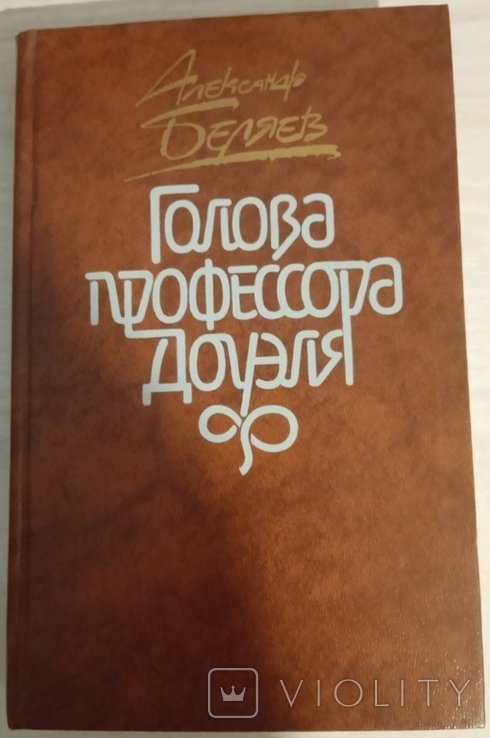 Александр
Беляев
Голова
профессора
Доуэля
VIOLITY